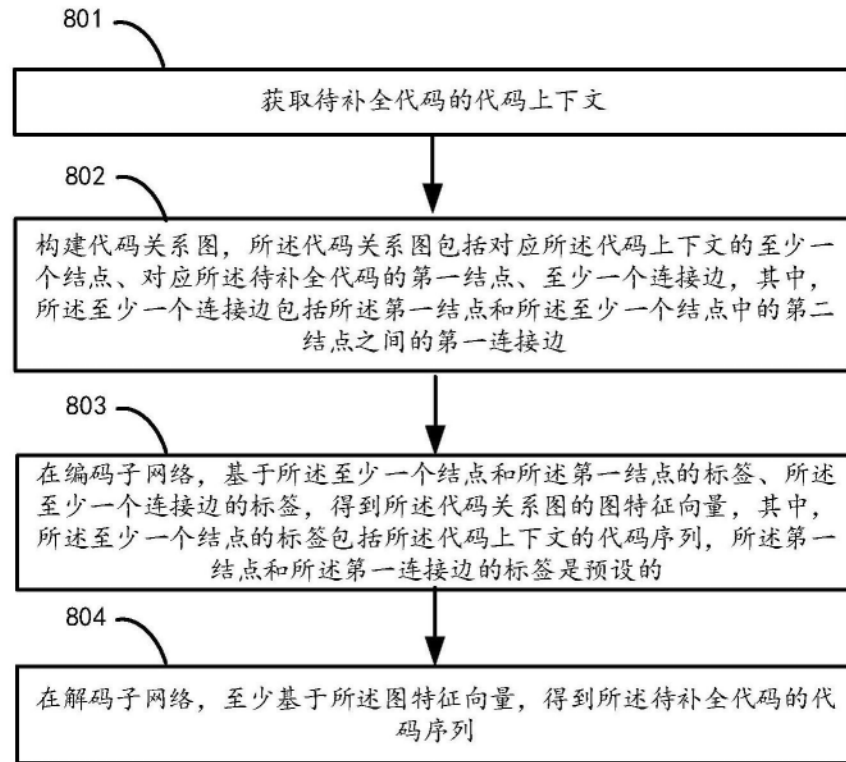 801
获取待补全代码的代码上下文
802
构建代码关系图，所述代码关系图包括对应所述代码上下文的至少一
个结点、对应所述待补全代码的第一结点、至少一个连接边，其中，
所述至少一个连接边包括所述第一结点和所述至少一个结点中的第二
结点之间的第一连接边
803
在编码子网络，基于所述至少一个结点和所述第一结点的标签、所述
至少一个连接边的标签，得到所述代码关系图的图特征向量，其中，
所述至少一个结点的标签包括所述代码上下文的代码序列，所述第一
结点和所述第一连接边的标签是预设的
804
在解码子网络，至少基于所述图特征向量，得到所述待补全代码的代
码序列